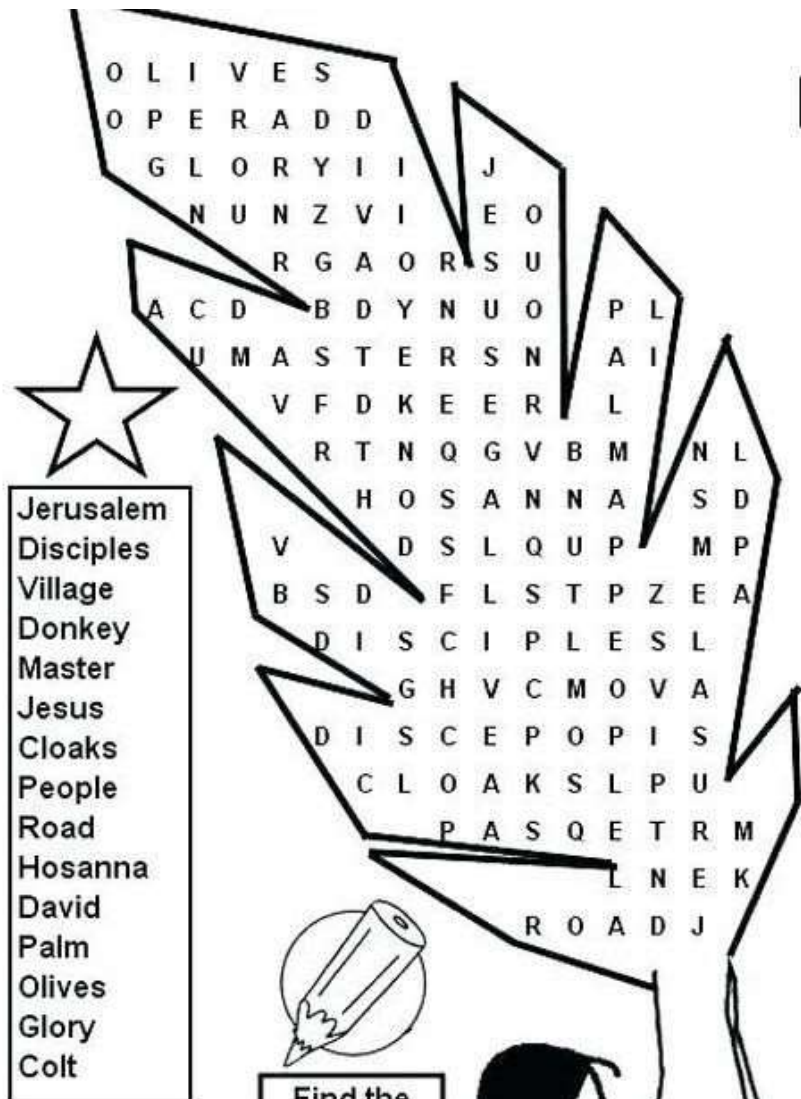 O L I V E S
O P E R A D D
G L O R Y I I J
N U N Z V I E O
R G A O R S U
A C D B D Y N U O P L
U M A S T E R S N A I
V F D K E E R L
R T N Q G V B M N L
H O S A N N A S D
V D S L Q U P M P
B S D F L S T P Z E A
D I S C I P L E S L
G H V C M O V A
D I S C E P O P I S
C L O A K S L P U
P A S Q E T R M
L N E K
R O A D J
Jerusalem
Disciples
Village
Donkey
Master
Jesus
Cloaks
People
Road
Hosanna
David
Palm
Olives
Glory
Colt
Find the